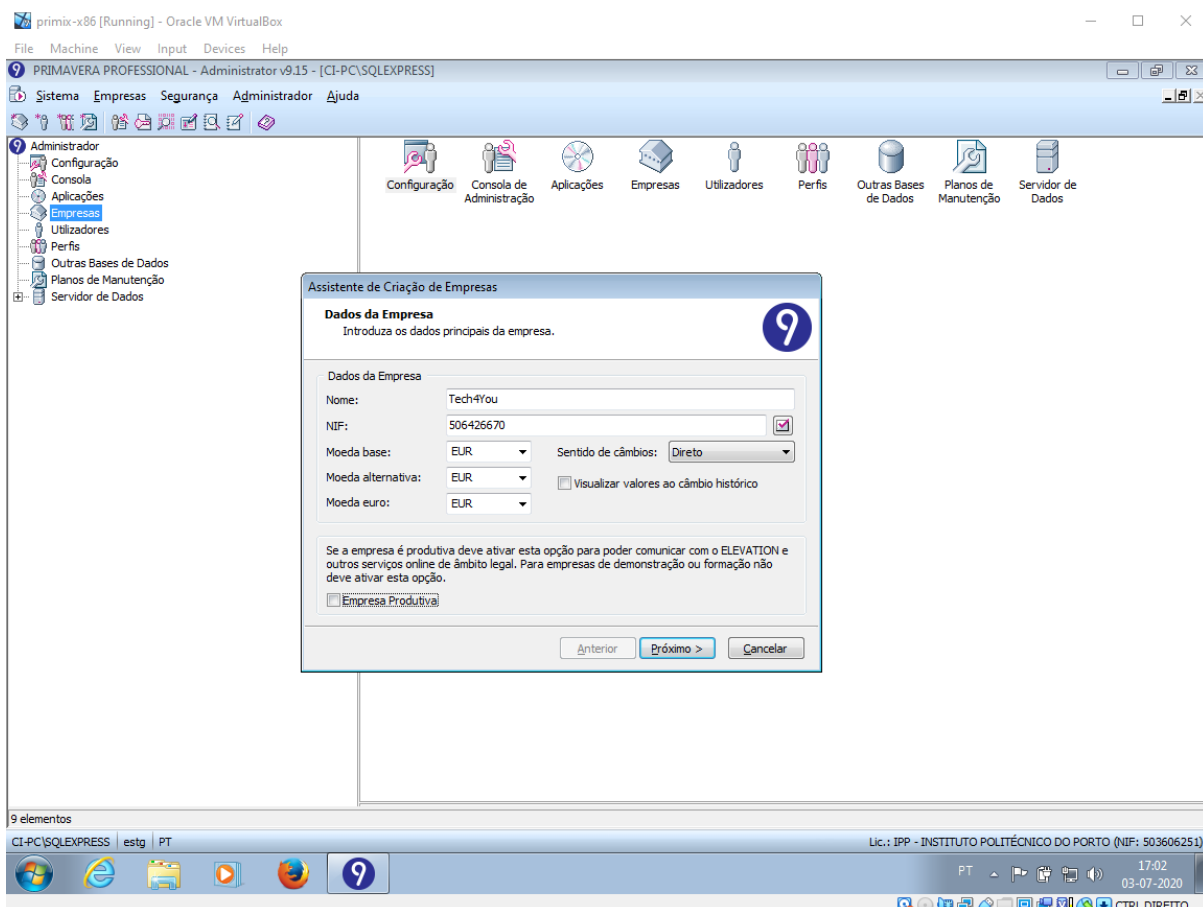 primix-x86 [Running] - Oracle VM VirtualBox
File Machine View Input Devices Help
9 PRIMAVERA PROFESSIONAL - Administrator v9.15 - [CI-PC\SQLEXPRESS]
Sistema Empresas Segurança Administrador Ajuda
9 Administrador
Configuração
Consola
Aplicações
Empresas
Utilizadores
Perfis
Outras Bases de Dados
Planos de Manutenção
Servidor de Dados
Configuração
Consola de Administração
Aplicações
Empresas
Utilizadores
Perfis
Outras Bases de Dados
Planos de Manutenção
Servidor de Dados
Assistente de Criação de Empresas
Dados da Empresa
Introduza os dados principais da empresa.
9
Dados da Empresa
Nome: Tech4You
NIF: 506426670
Moeda base: EUR Sentido de câmbios: Direto
Moeda alternativa: EUR Visualizar valores ao câmbio histórico
Moeda euro: EUR
Se a empresa é produtiva deve ativar esta opção para poder comunicar com o ELEVATION e
outros serviços online de âmbito legal. Para empresas de demonstração ou formação não
deve ativar esta opção.
Empresa Produtiva
Anterior Próximo > Cancelar
9 elementos
CI-PC\SQLEXPRESS estg PT Lic.: IPP - INSTITUTO POLITÉCNICO DO PORTO (NIF: 503606251)
9 PT 17:02
03-07-2020
CTRL DIREITO